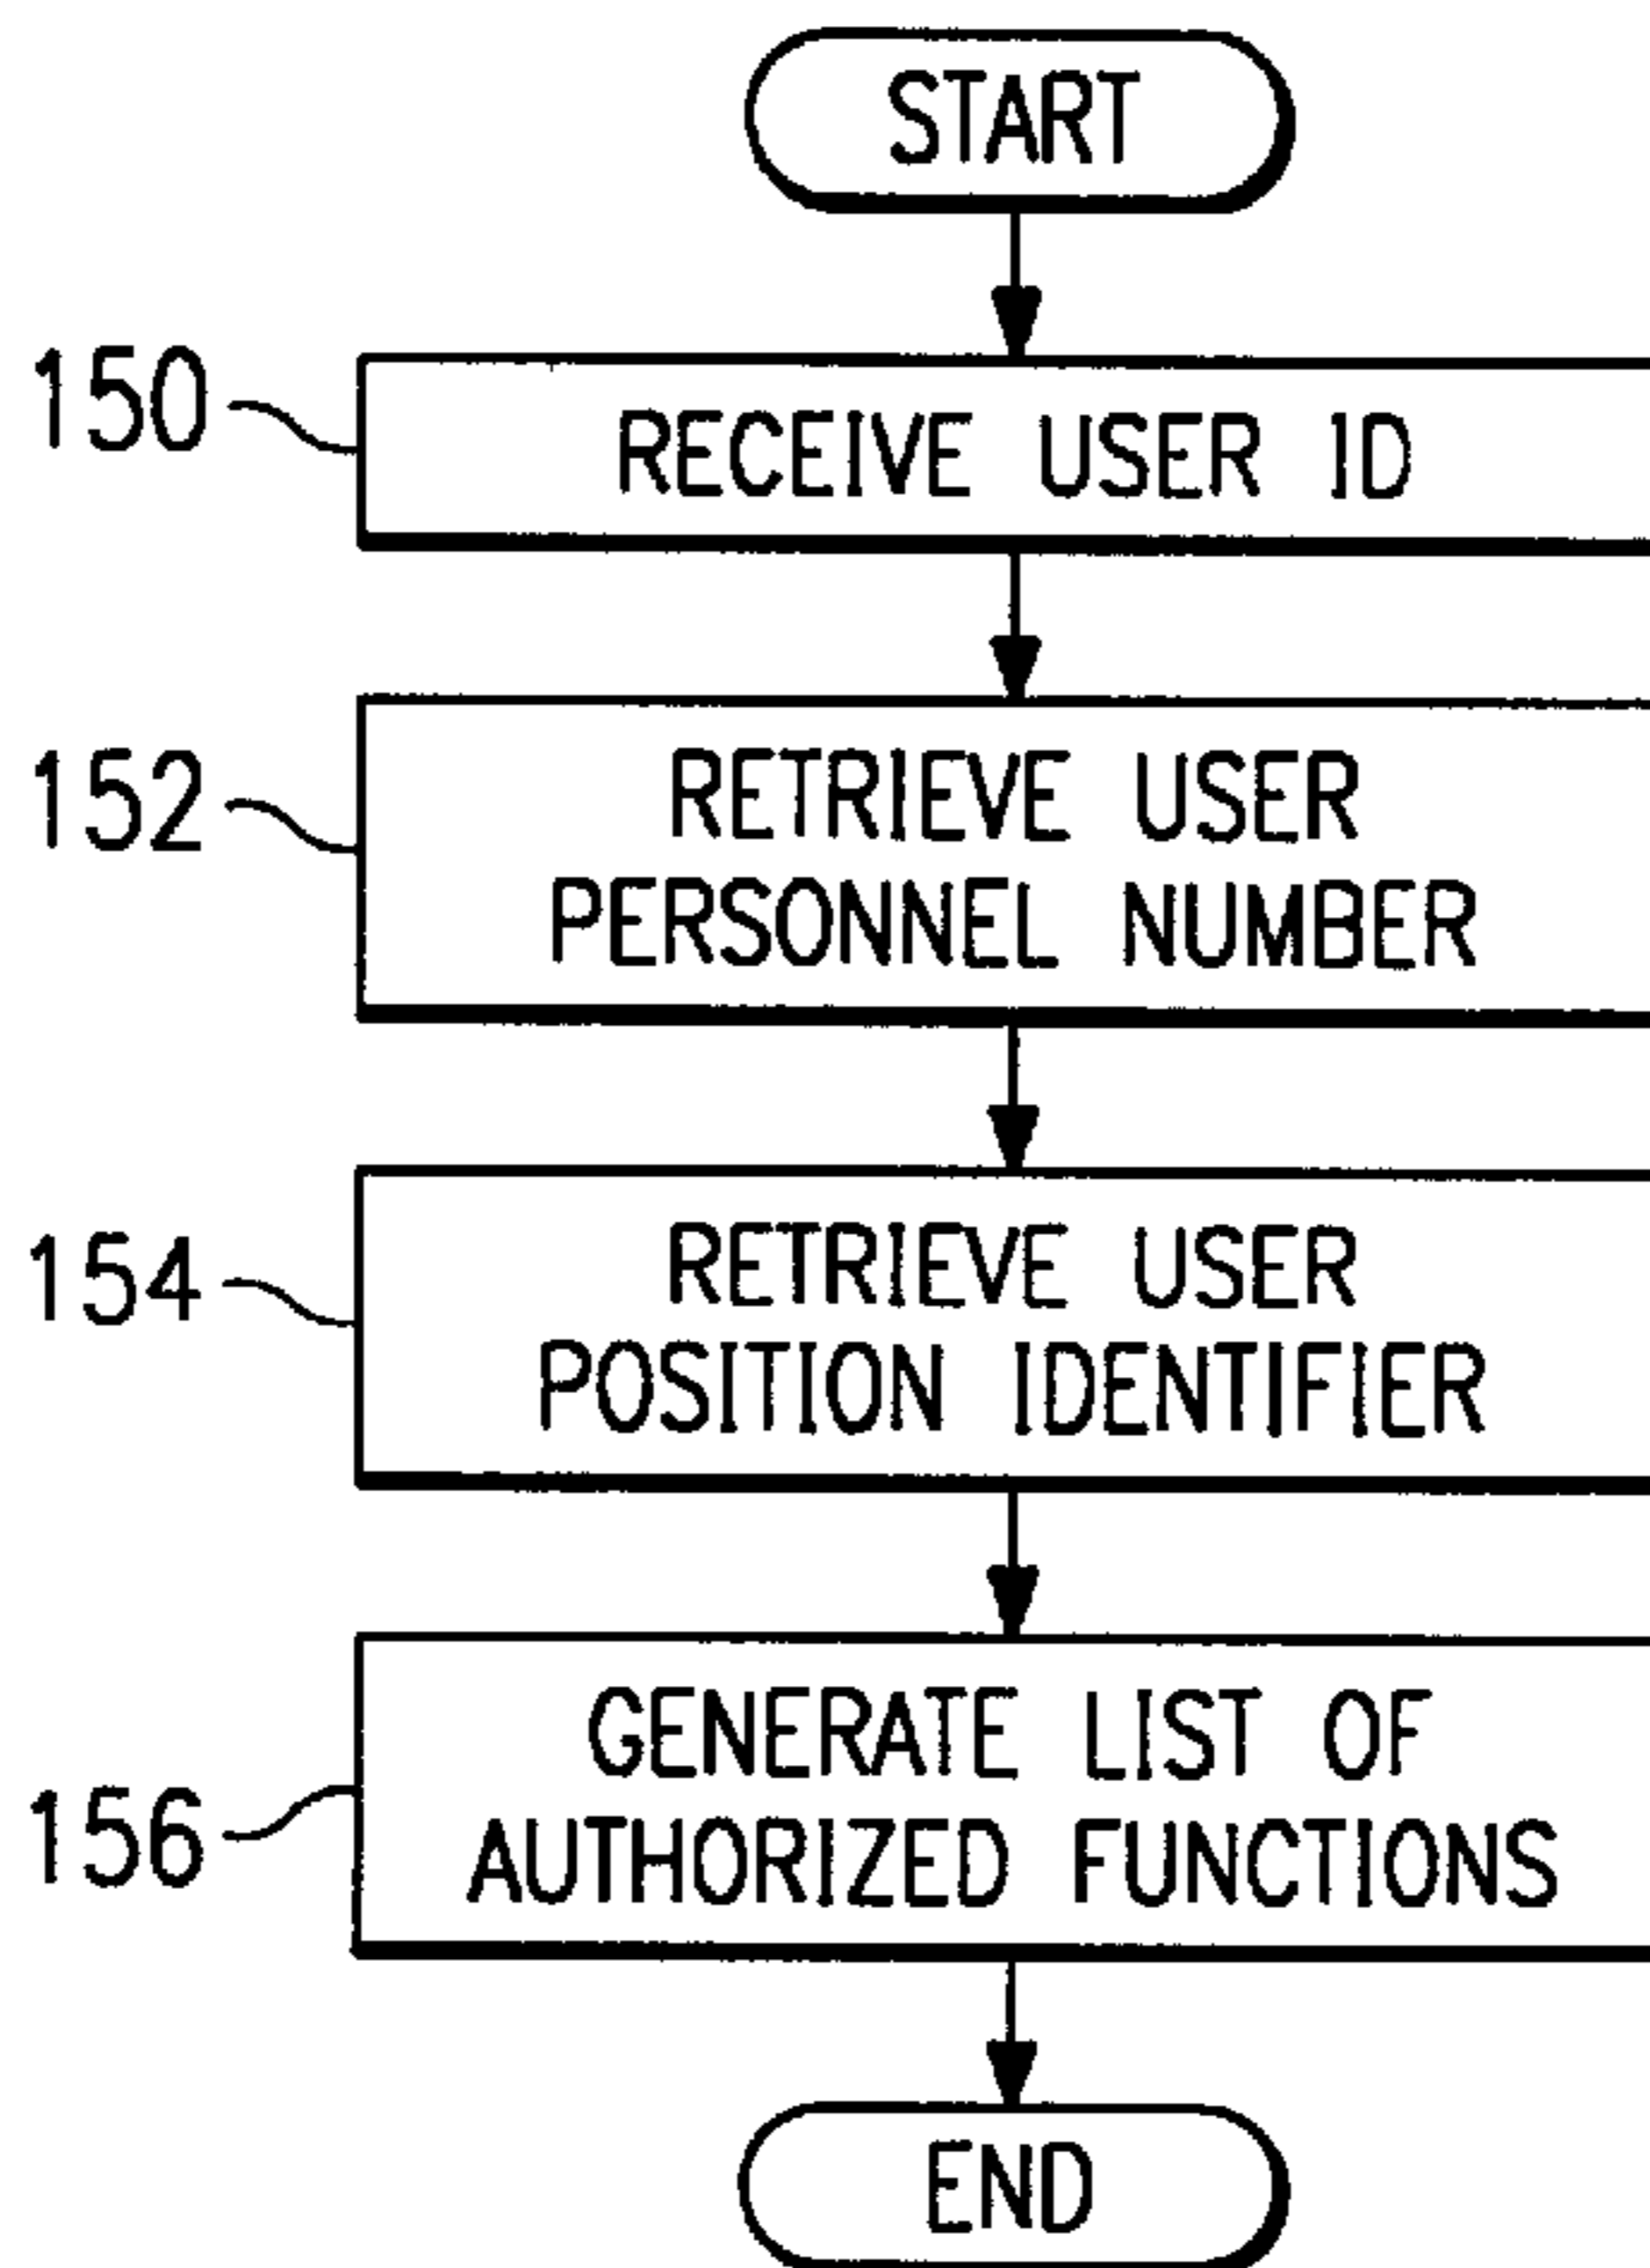 START
150
RECEIVE USER ID
152
RETRIEVE USER
PERSONNEL NUMBER
154
RETRIEVE USER
POSITION IDENTIFIER
GENERATE LIST OF
156
AUTHORIZED FUNCTIONS
END